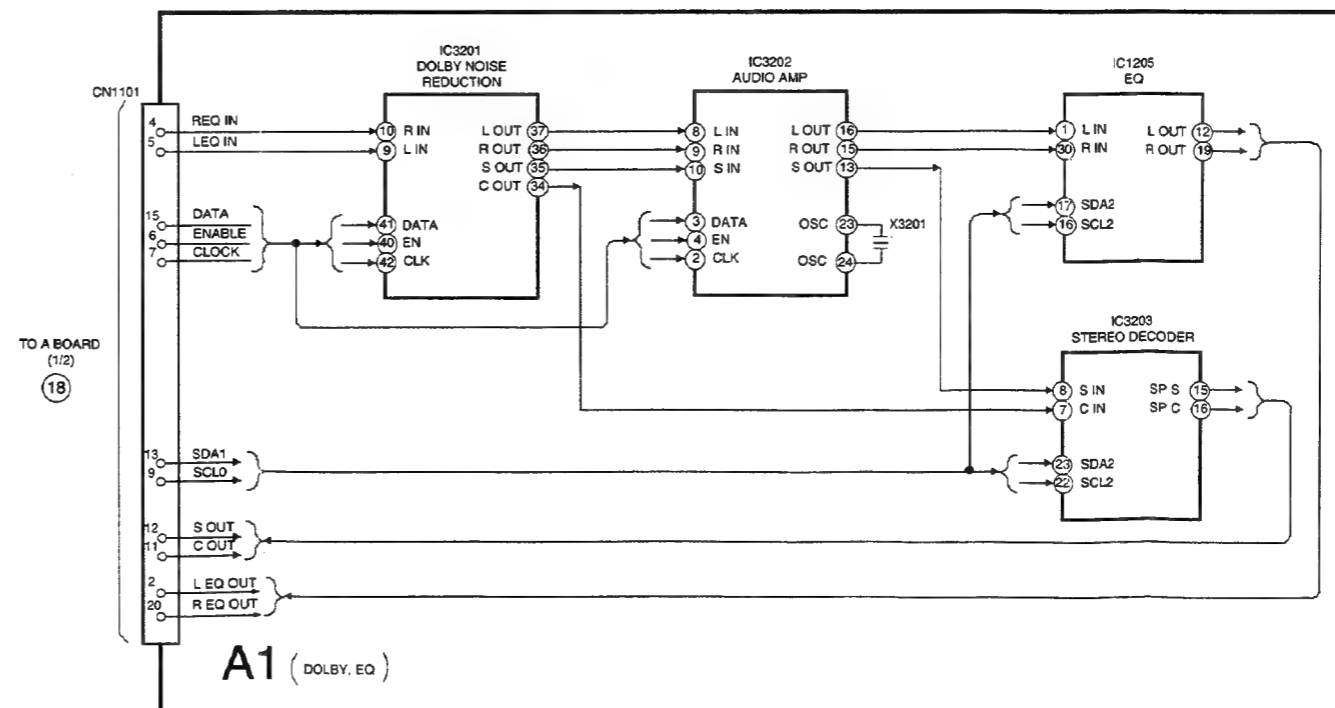 CN1101
4 REQ IN
5 LEQ IN
15 DATA
6 ENABLE
7 CLOCK
TO A BOARD
(1/2)
18
13 SDA1
9 SCL0
12 S OUT
11 C OUT
2 L EQ OUT
20 R EQ OUT
IC3201
DOLBY NOISE
REDUCTION
10 R IN
9 L IN
L OUT 37
R OUT 36
S OUT 35
C OUT 34
41 DATA
40 EN
42 CLK
IC3202
AUDIO AMP
8 L IN
9 R IN
10 S IN
L OUT 16
R OUT 15
S OUT 13
3 DATA
4 EN
2 CLK
OSC 23
X3201
OSC 24
IC1205
EQ
1 L IN
30 R IN
L OUT 12
R OUT 19
17 SDA2
16 SCL2
IC3203
STEREO DECODER
8 S IN
7 C IN
SP S 15
SP C 16
23 SDA2
22 SCL2
A1 (DOLBY, EQ)